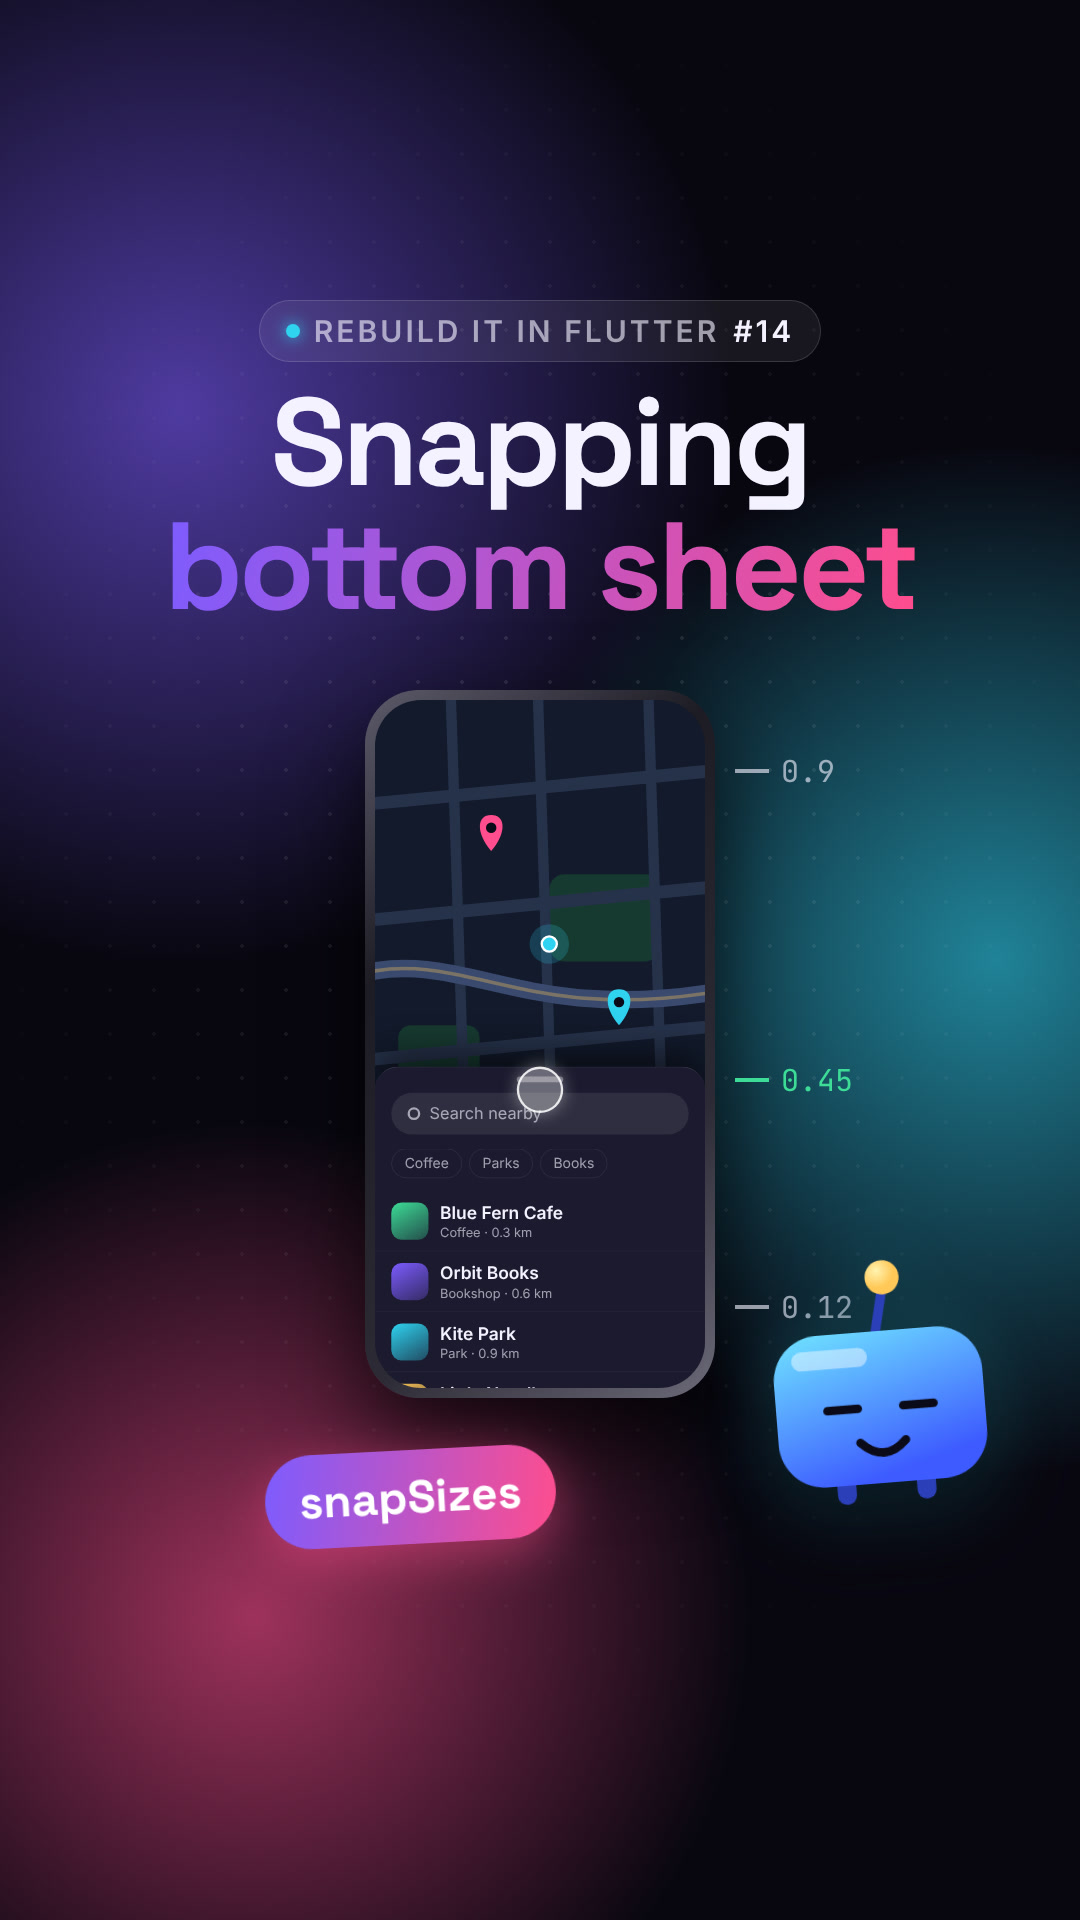 REBUILD IT IN FLUTTER #14
Snapping
bottom sheet
0.9
0.45
Search nearby
Coffee Parks Books
Blue Fern Cafe
Coffee · 0.3 km
Orbit Books
Bookshop · 0.6 km
0.12
Kite Park
Park · 0.9 km
snapSizes